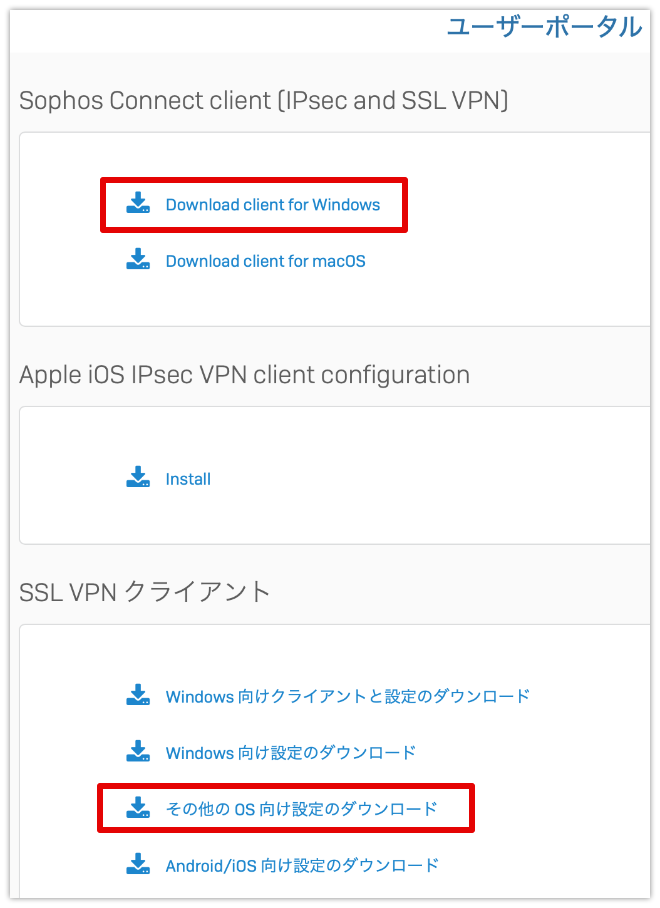 ユーザーポータル
Sophos Connect client (IPsec and SSL VPN)
Download client for Windows
Download client for macOS
Apple iOS IPsec VPN client configuration
Install
SSL VPN クライアント
Windows 向けクライアントと設定のダウンロード
Windows 向け設定のダウンロード
その他の OS 向け設定のダウンロード
Android/iOS 向け設定のダウンロード